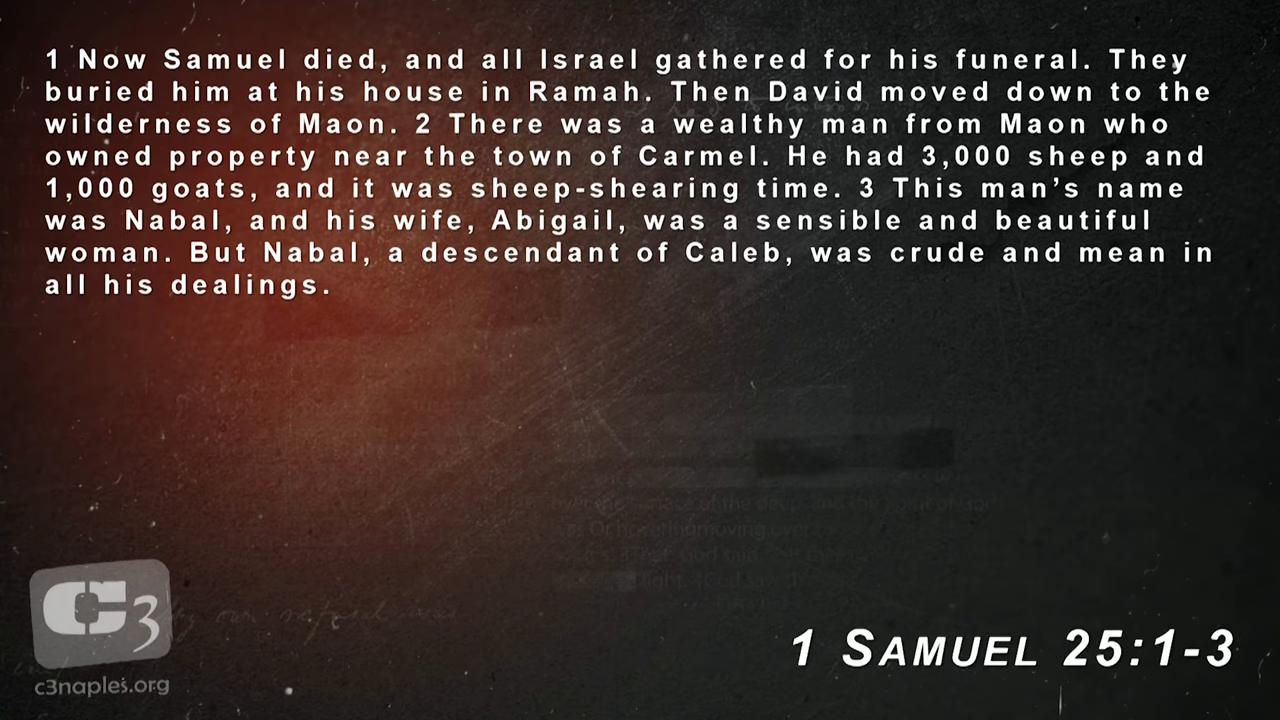 1 Now Samuel died, and all Israel gathered for his funeral. They
buried him at his house in Ramah. Then David moved down to the
wilderness of Maon. 2 There was a wealthy man from Maon who
owned property near the town of Carmel. He had 3,000 sheep and
1,000 goats, and it was sheep-shearing time. 3 This man’s name
was Nabal, and his wife, Abigail, was a sensible and beautiful
woman. But Nabal, a descendant of Caleb, was crude and mean in
all his dealings.
C3
c3naples.org
1 SAMUEL 25:1-3